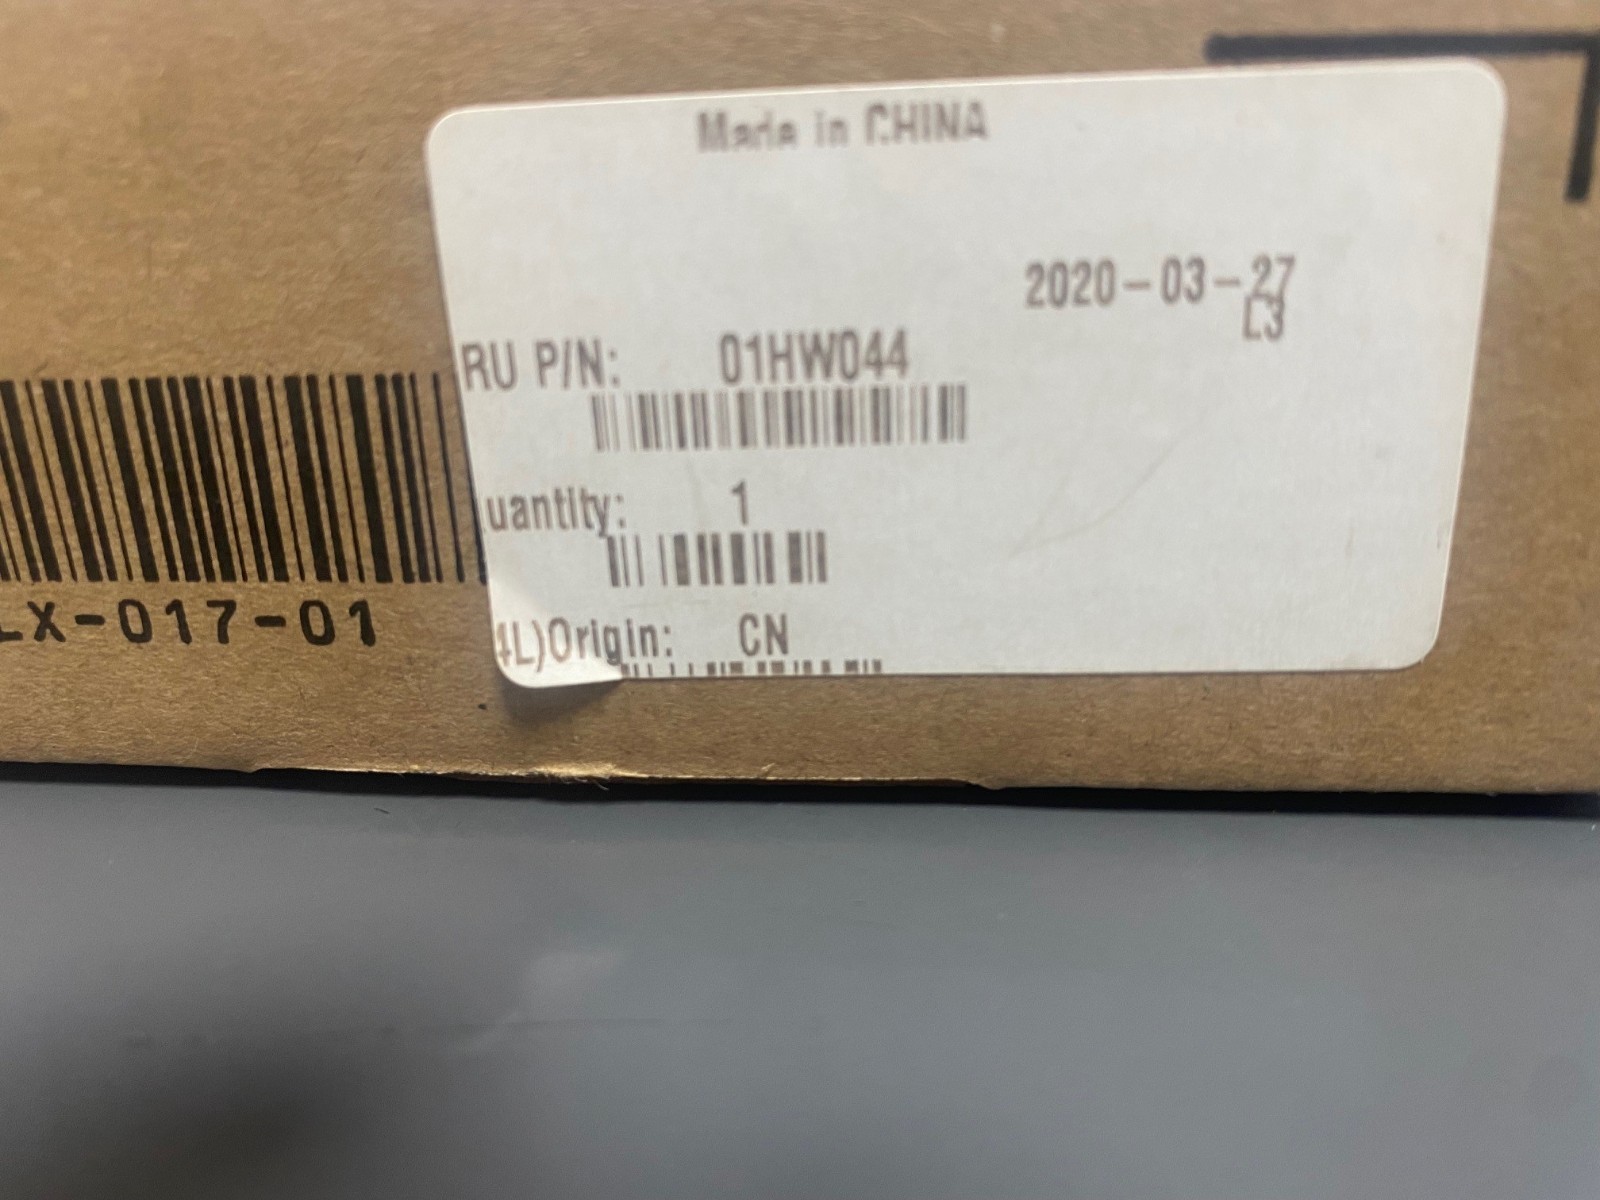 Made in CHINA
2020-03-27
L3
RU P/N: 01HW044
uantity: 1
4L)Origin: CN
LX-017-01